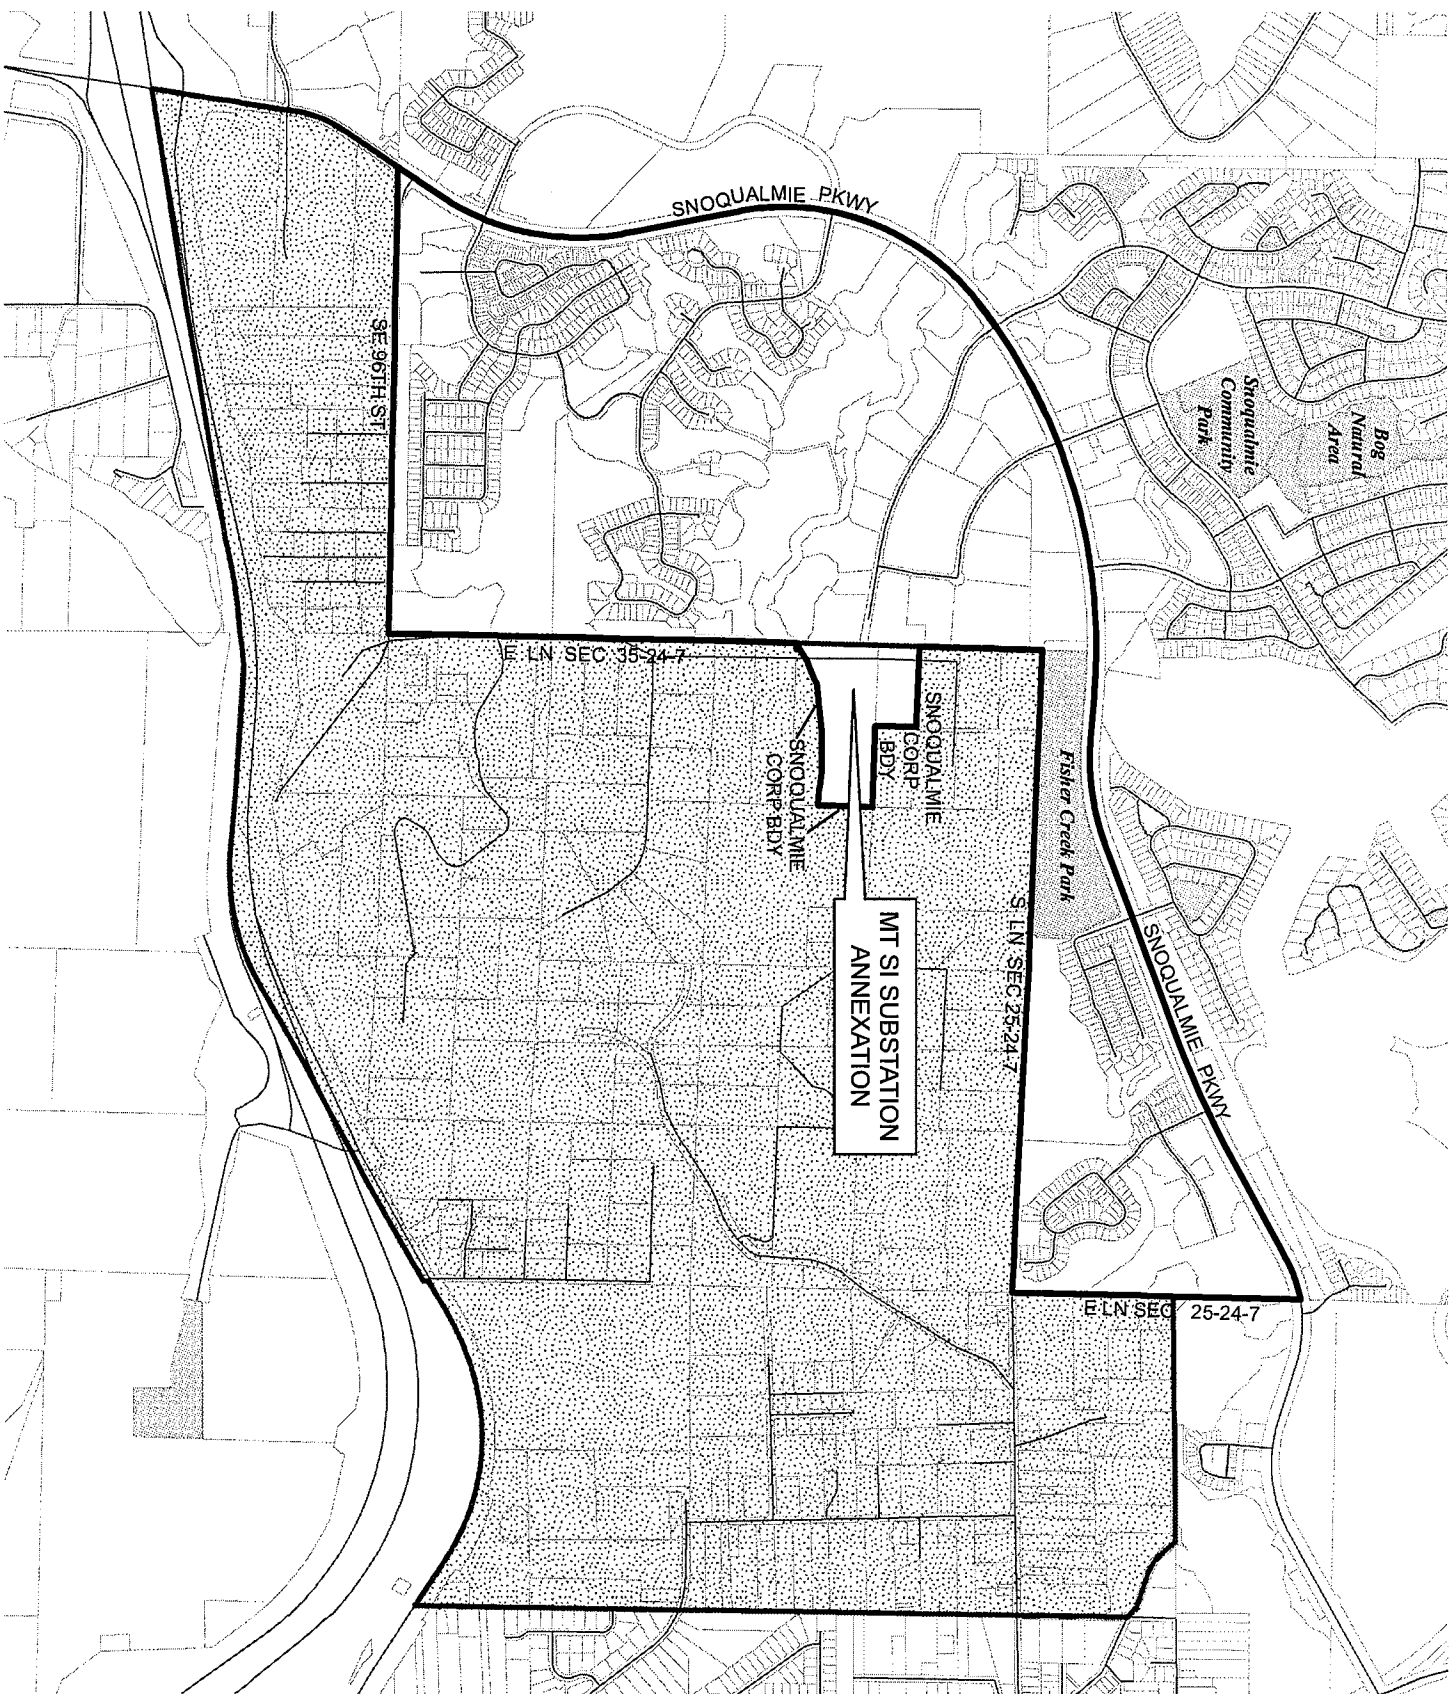 SNOQUALMIE PKWY
Snoqualmie
Community
Park
Bog
Natural
Area
SE 96TH ST
E LN SEC 35-24-7
SNOQUALMIE
CORP
BDY
SNOQUALMIE
CORP BDY
Fisher Creek Park
S LN SEC 25-24-7
SNOQUALMIE PKWY
MT SI SUBSTATION
ANNEXATION
E LN SEC 25-24-7